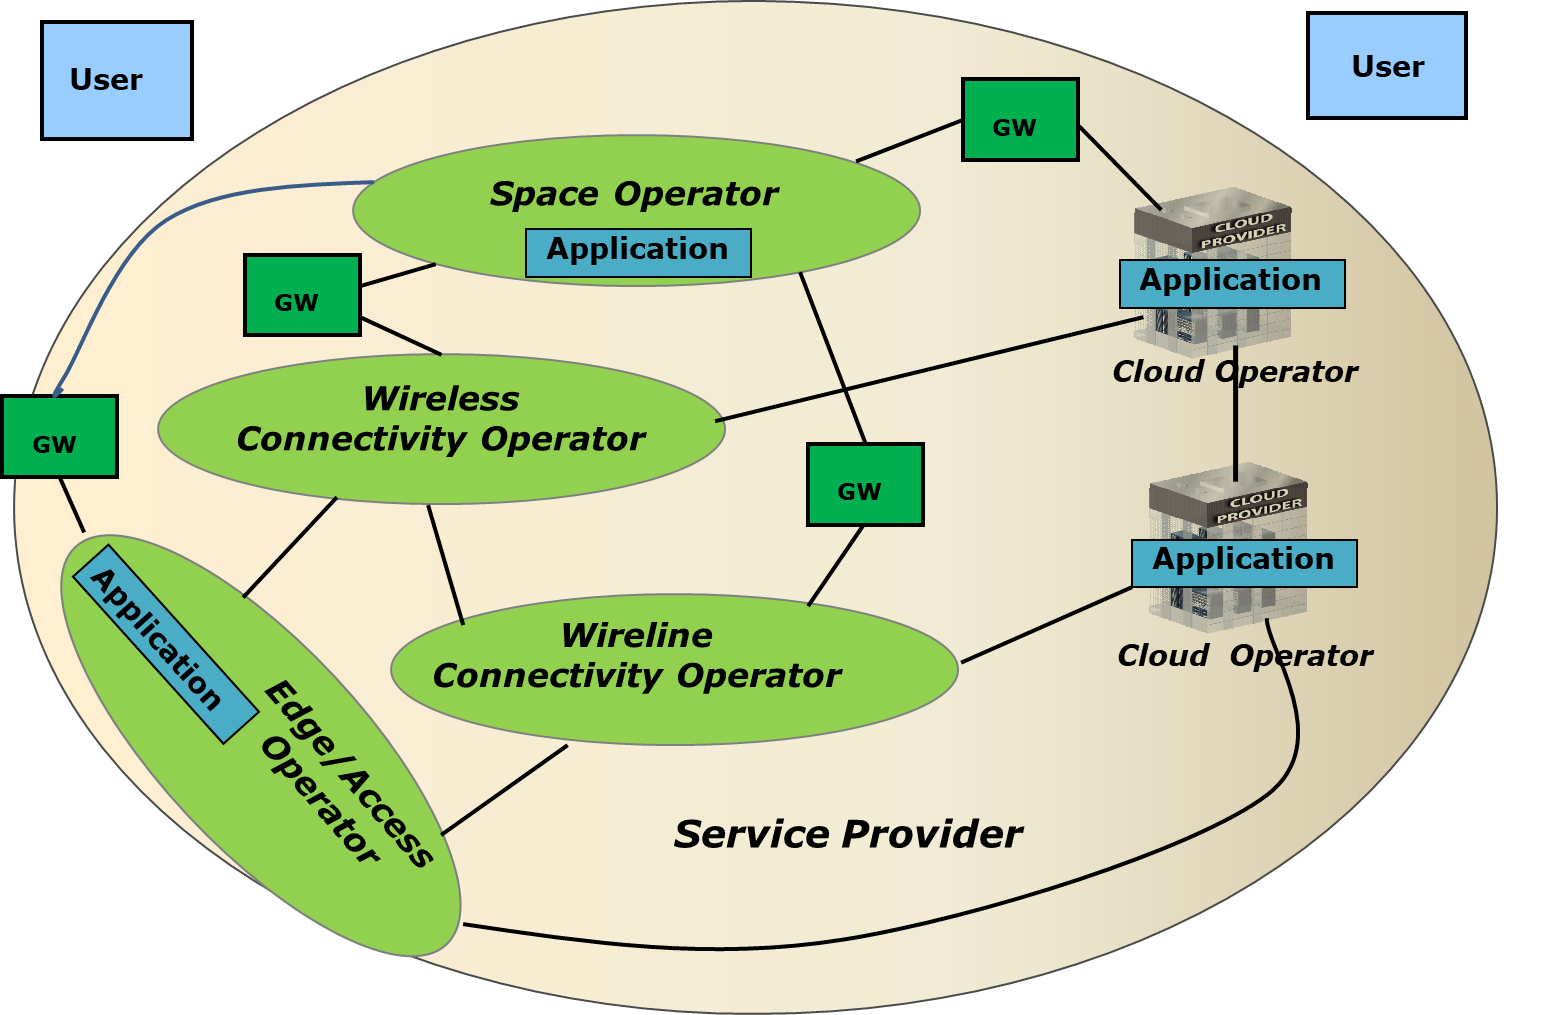 User
User
GW
Space Operator
Application
CLOUD
PROVIDER
Application
Cloud Operator
GW
Wireless
Connectivity Operator
GW
GW
CLOUD
PROVIDER
Application
Cloud Operator
Wireline
Connectivity Operator
Application
Edge/Access
Operator
Service Provider